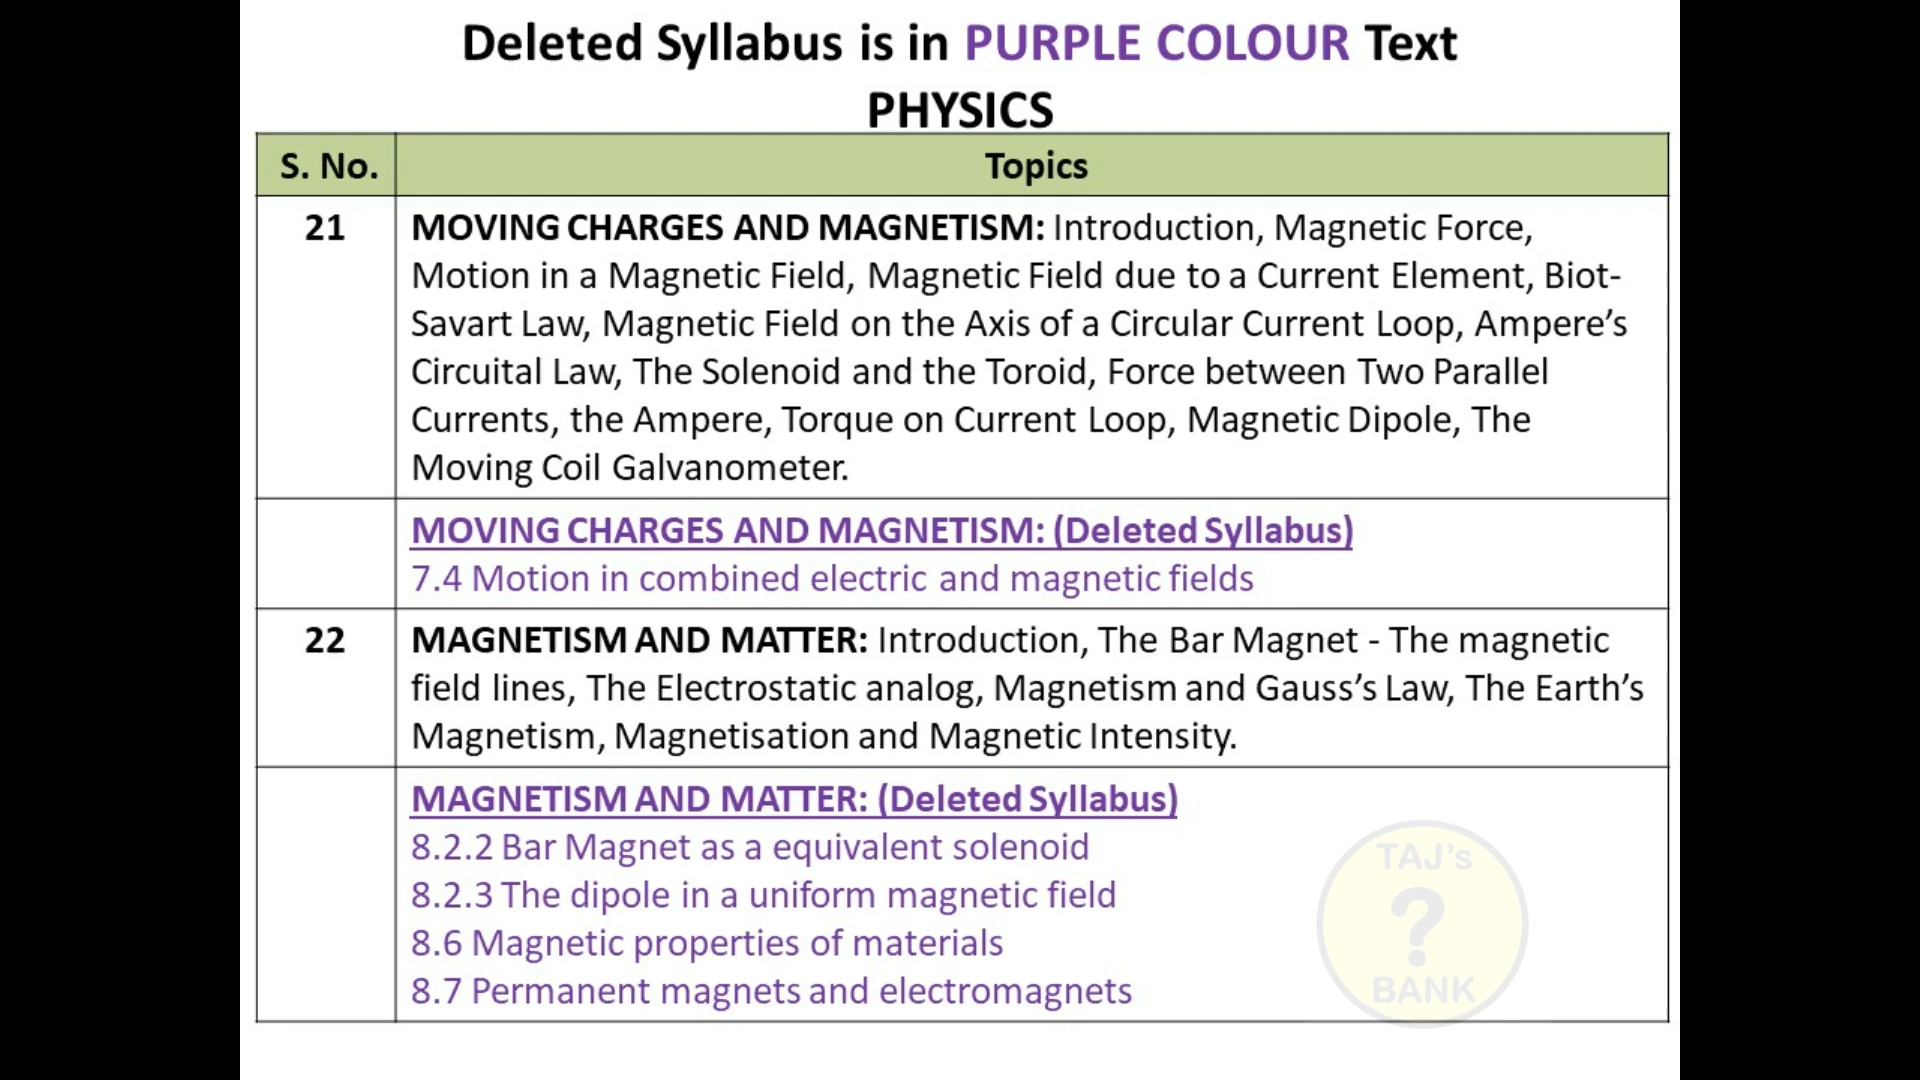 Deleted Syllabus is in PURPLE COLOUR Text
PHYSICS
S. No.
Topics
21
MOVING CHARGES AND MAGNETISM: Introduction, Magnetic Force,
Motion in a Magnetic Field, Magnetic Field due to a Current Element, Biot-
Savart Law, Magnetic Field on the Axis of a Circular Current Loop, Ampere’s
Circuital Law, The Solenoid and the Toroid, Force between Two Parallel
Currents, the Ampere, Torque on Current Loop, Magnetic Dipole, The
Moving Coil Galvanometer.
MOVING CHARGES AND MAGNETISM: (Deleted Syllabus)
7.4 Motion in combined electric and magnetic fields
22
MAGNETISM AND MATTER: Introduction, The Bar Magnet - The magnetic
field lines, The Electrostatic analog, Magnetism and Gauss’s Law, The Earth’s
Magnetism, Magnetisation and Magnetic Intensity.
MAGNETISM AND MATTER: (Deleted Syllabus)
8.2.2 Bar Magnet as a equivalent solenoid
8.2.3 The dipole in a uniform magnetic field
8.6 Magnetic properties of materials
8.7 Permanent magnets and electromagnets
TAJ’s
?
BANK